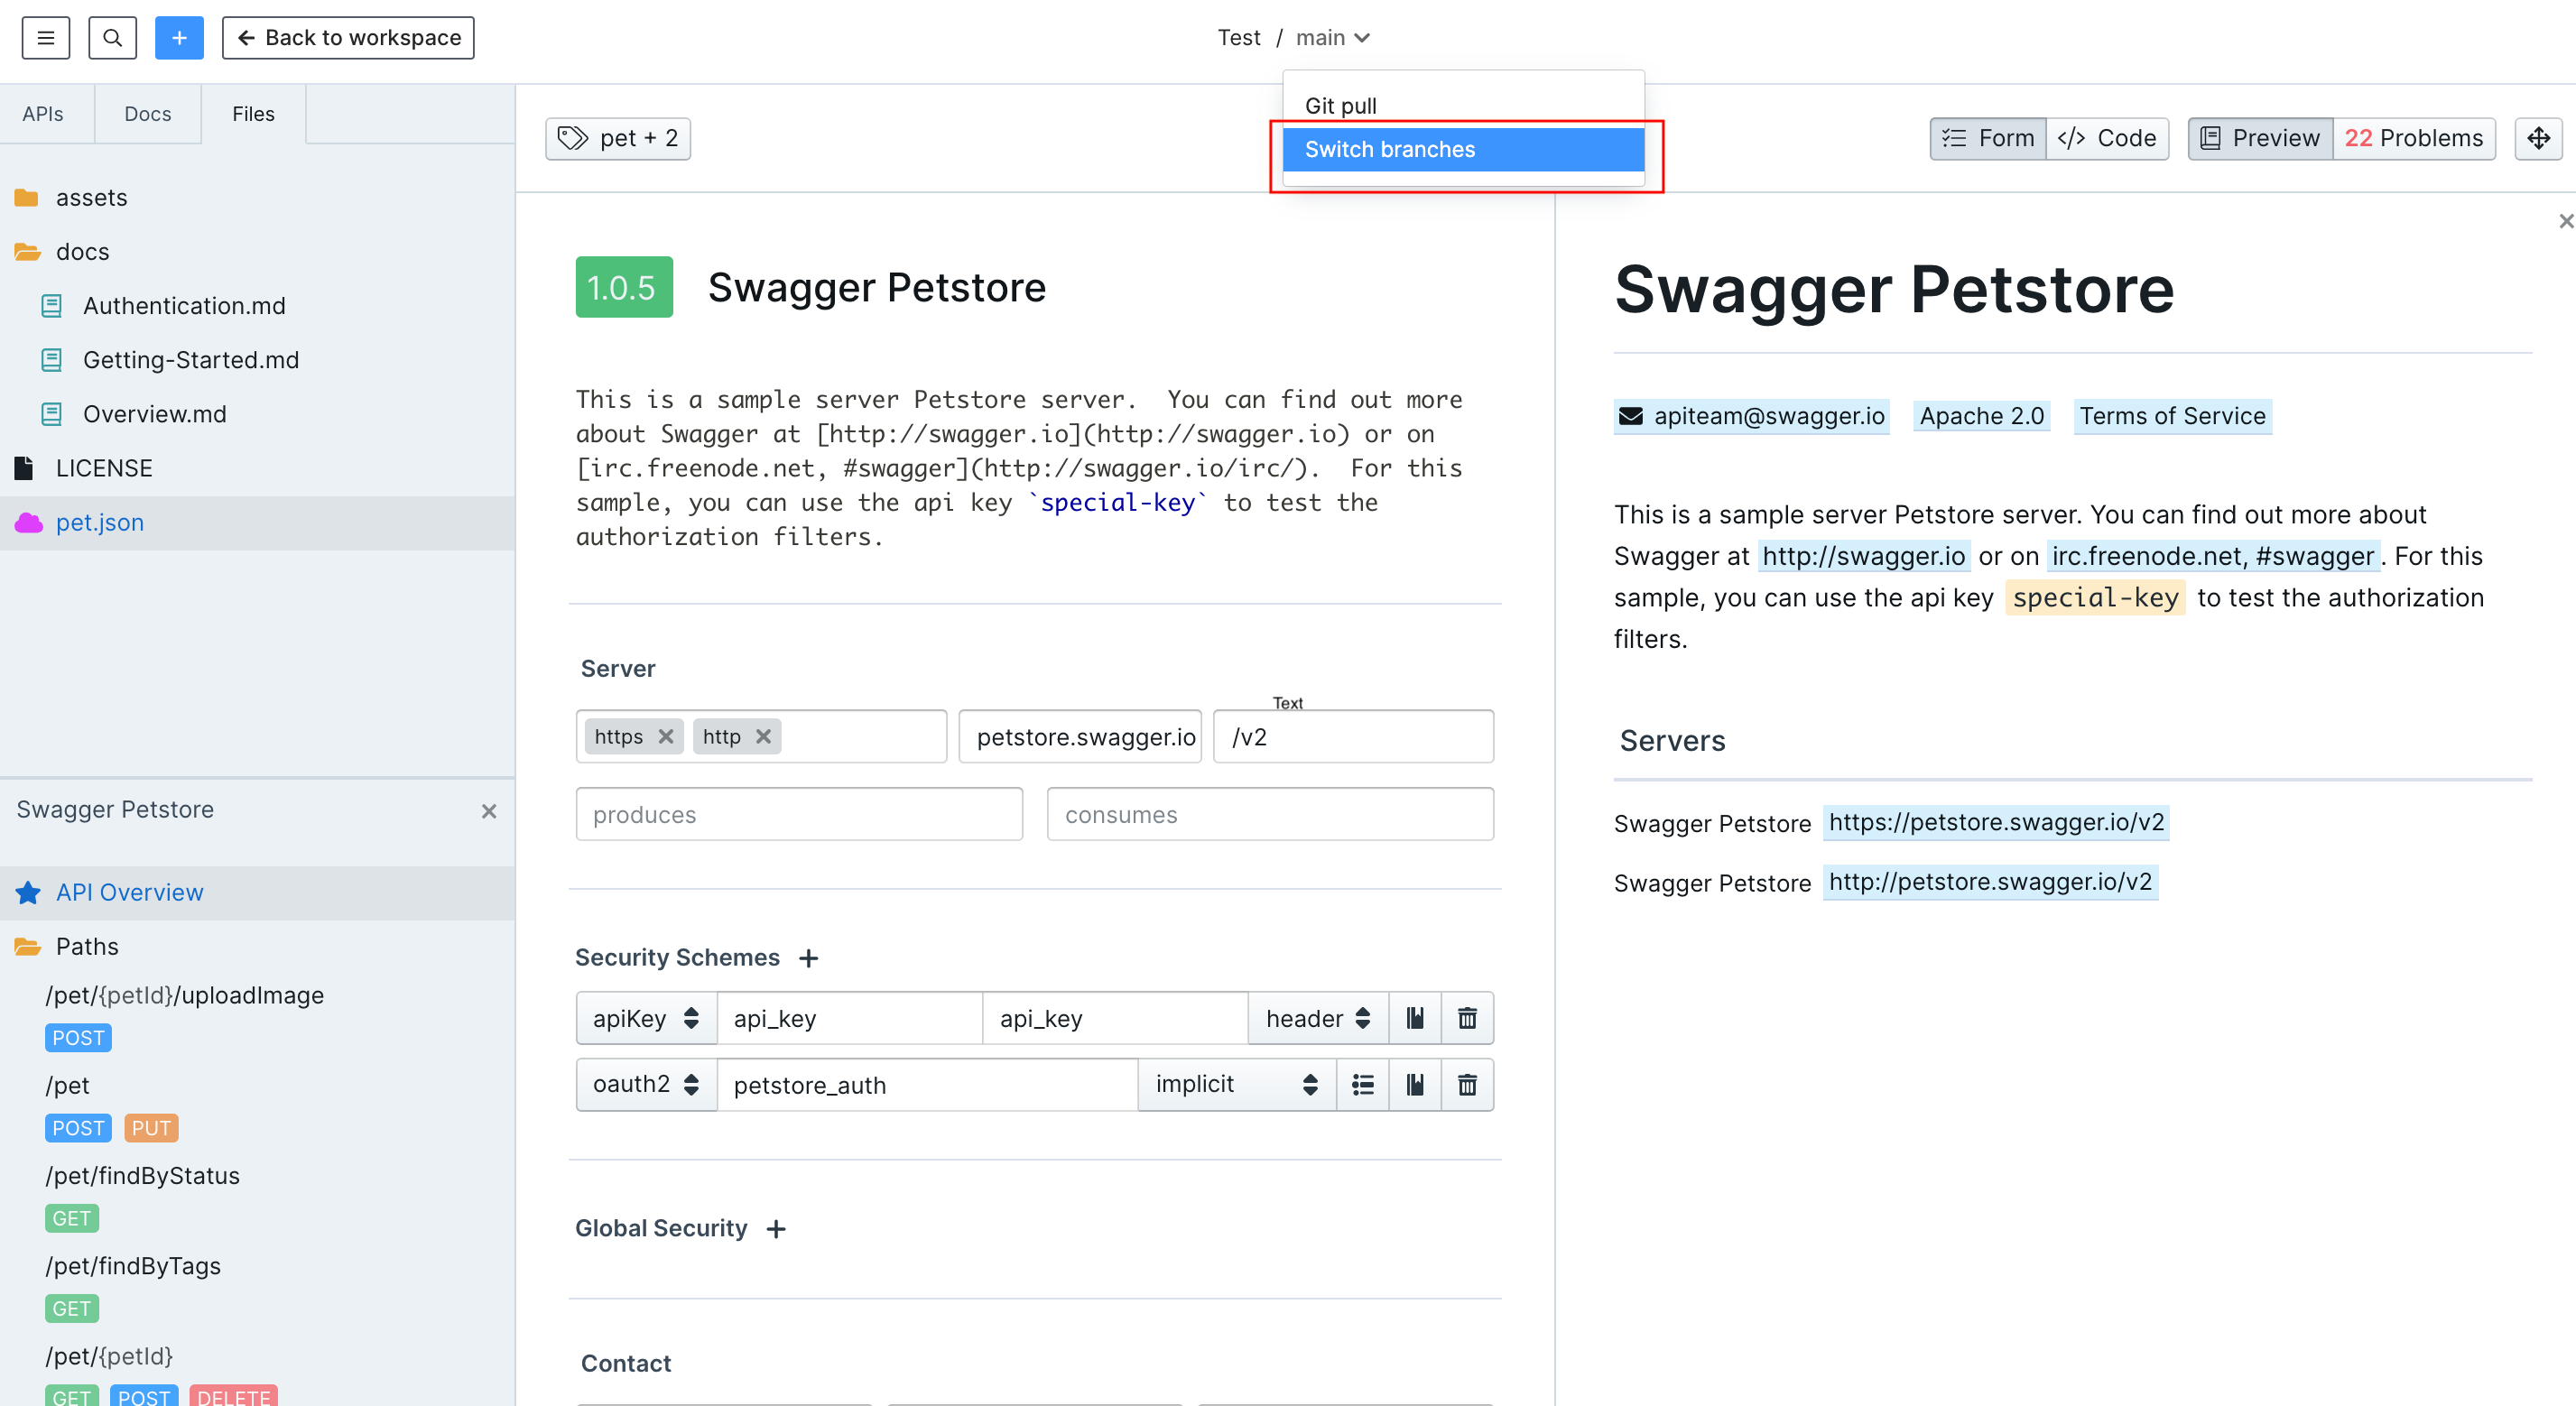 Back to workspace
Test / main
Git pull
Switch branches
APIs
Docs
Files
pet + 2
Form
Code
Preview
22 Problems
assets
docs
Authentication.md
Getting-Started.md
Overview.md
LICENSE
pet.json
Swagger Petstore
API Overview
Paths
/pet/{petId}/uploadImage
POST
/pet
POST PUT
/pet/findByStatus
GET
/pet/findByTags
GET
/pet/{petId}
GET POST DELETE
1.0.5 Swagger Petstore
This is a sample server Petstore server.  You can find out more
about Swagger at [http://swagger.io](http://swagger.io) or on
[irc.freenode.net, #swagger](http://swagger.io/irc/).  For this
sample, you can use the api key `special-key` to test the
authorization filters.
Server
Text
https http petstore.swagger.io /v2
produces consumes
Security Schemes
apiKey api_key api_key header
oauth2 petstore_auth implicit
Global Security
Contact
Swagger Petstore
apiteam@swagger.io Apache 2.0 Terms of Service
This is a sample server Petstore server. You can find out more about
Swagger at http://swagger.io or on irc.freenode.net, #swagger. For this
sample, you can use the api key special-key to test the authorization
filters.
Servers
Swagger Petstore https://petstore.swagger.io/v2
Swagger Petstore http://petstore.swagger.io/v2